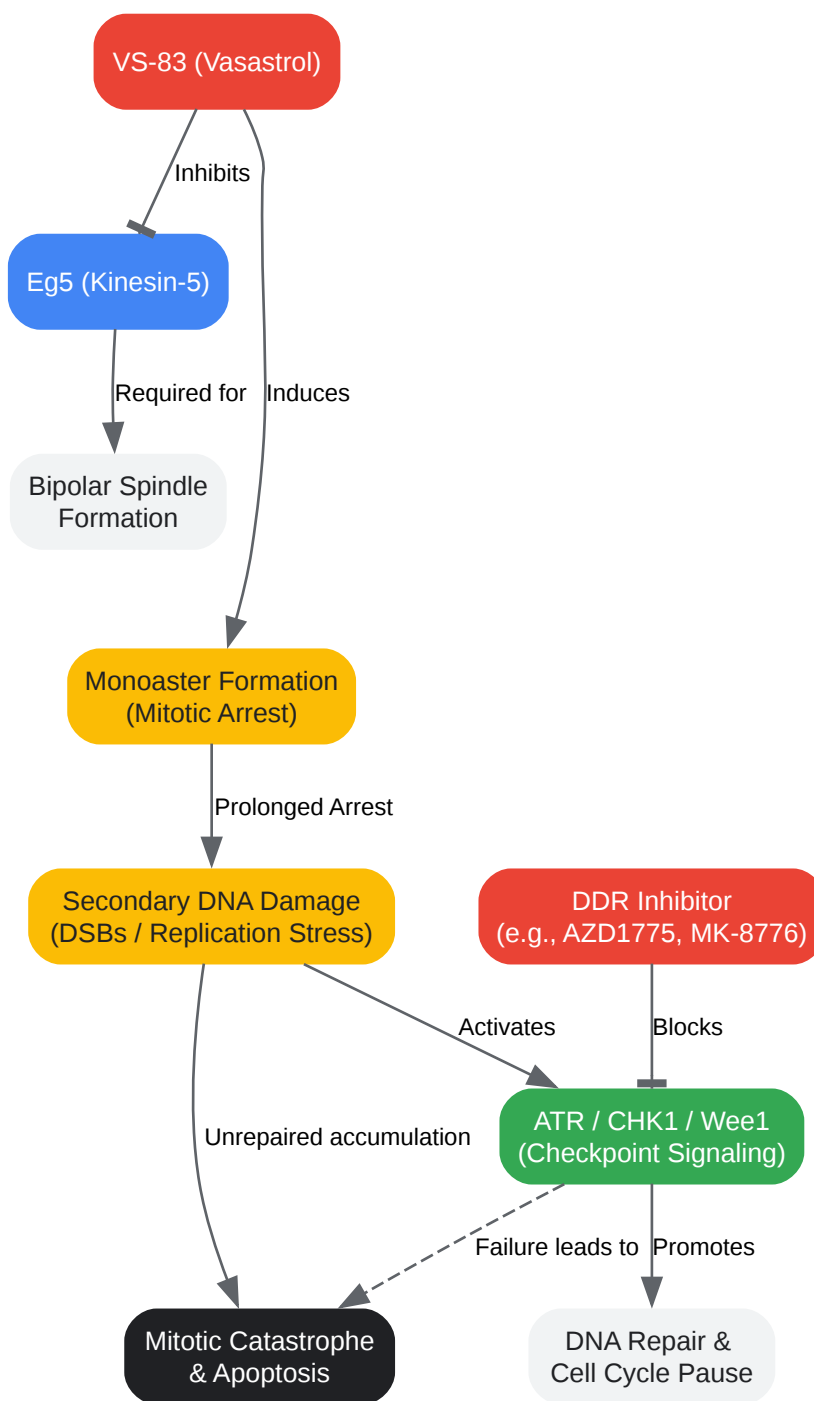 VS-83 (Vasastrol)
Inhibits
Eg5 (Kinesin-5)
Required for
Induces
Bipolar Spindle
Formation
Monoaster Formation
(Mitotic Arrest)
Prolonged Arrest
Secondary DNA Damage
(DSBs / Replication Stress)
DDR Inhibitor
(e.g., AZD1775, MK-8776)
Activates
Blocks
ATR / CHK1 / Wee1
(Checkpoint Signaling)
Unrepaired accumulation
Failure leads to
Promotes
Mitotic Catastrophe
& Apoptosis
DNA Repair &
Cell Cycle Pause